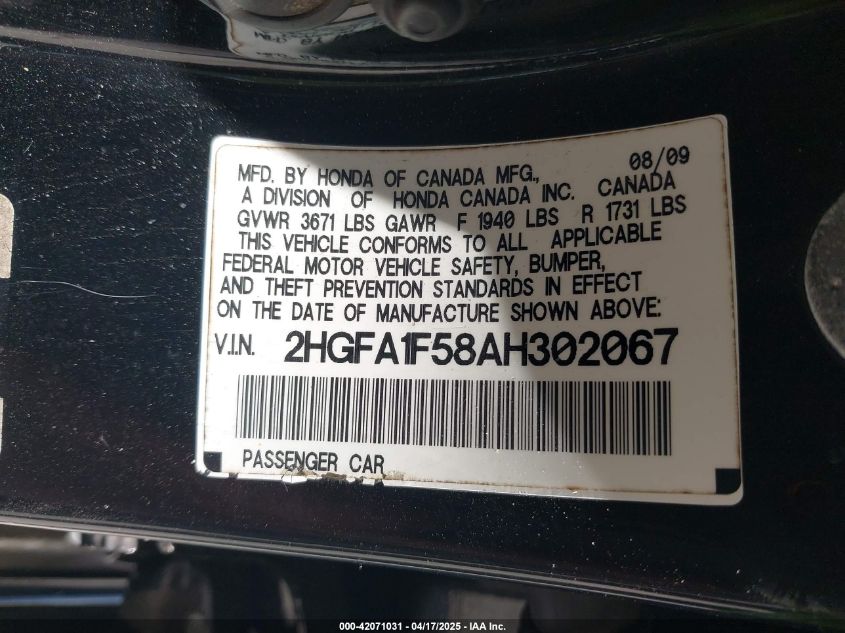 08/09
MFD. BY HONDA OF CANADA MFG.,
A DIVISION OF HONDA CANADA INC. CANADA
GVWR 3671 LBS GAWR F 1940 LBS R 1731 LBS
THIS VEHICLE CONFORMS TO ALL APPLICABLE
FEDERAL MOTOR VEHICLE SAFETY, BUMPER,
AND THEFT PREVENTION STANDARDS IN EFFECT
ON THE DATE OF MANUFACTURE SHOWN ABOVE:
V.I.N. 2HGFA1F58AH302067
PASSENGER CAR
000-42071031 - 04/17/2025 - IAA Inc.